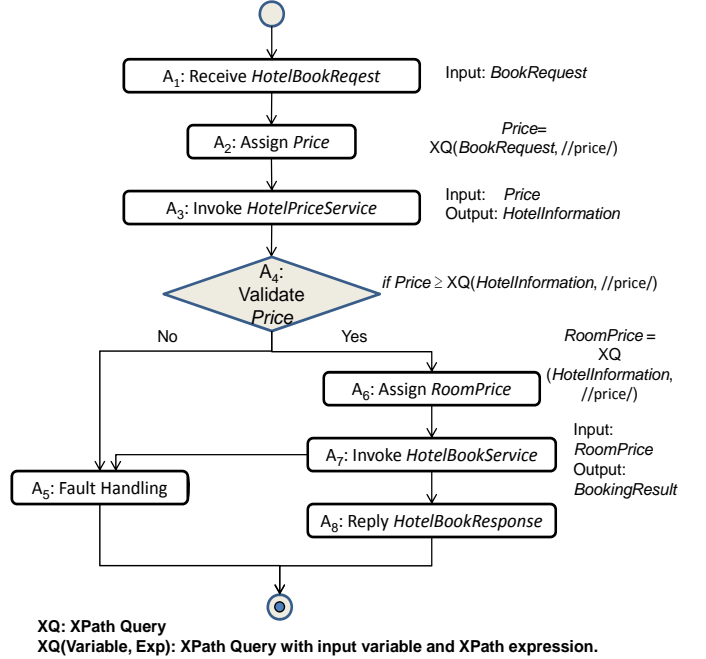 A1: Receive HotelBookReqest
Input: BookRequest
A2: Assign Price
Price=
XQ(BookRequest, //price/)
A3: Invoke HotelPriceService
Input: Price
Output: HotelInformation
A4:
Validate
Price
if Price ≥ XQ(HotelInformation, //price/)
No
Yes
RoomPrice =
XQ
(HotelInformation,
//price/)
A6: Assign RoomPrice
Input:
RoomPrice
Output:
BookingResult
A7: Invoke HotelBookService
A5: Fault Handling
A8: Reply HotelBookResponse
XQ: XPath Query
XQ(Variable, Exp): XPath Query with input variable and XPath expression.